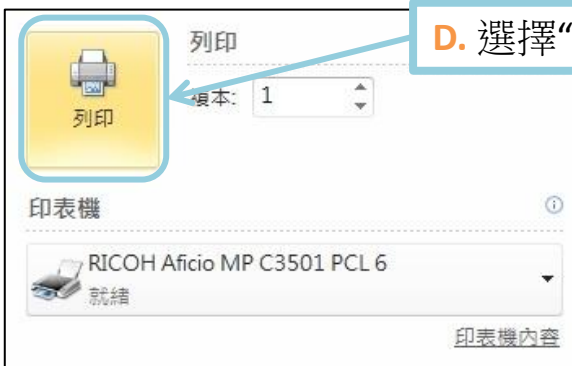 列印
D. 選擇“
列印
複本: 1
印表機
RICOH Aficio MP C3501 PCL 6
就緒
印表機內容